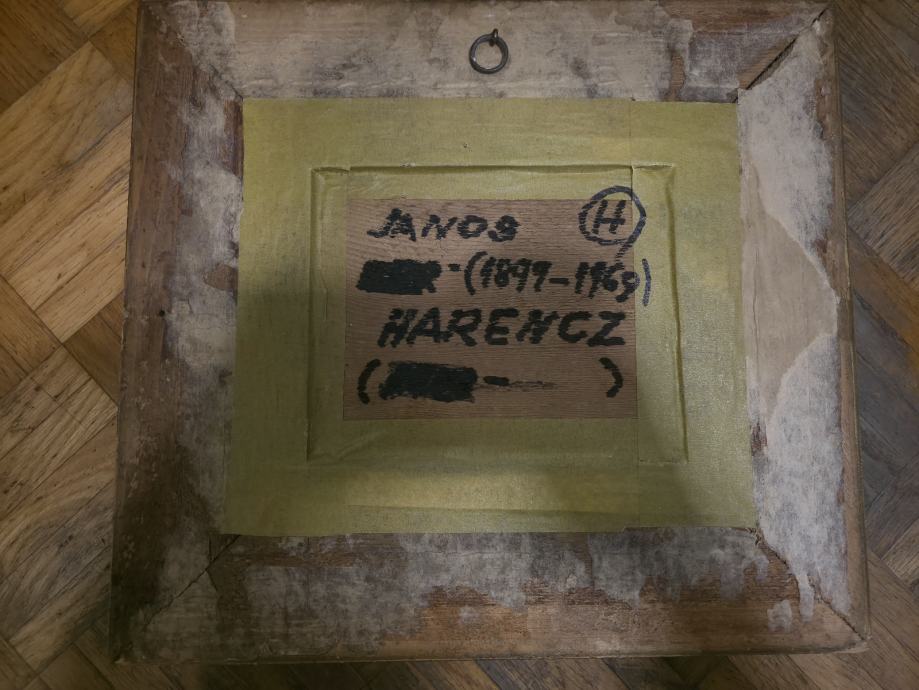 JANOS H
(1899-1969)
HARENCZ
( )